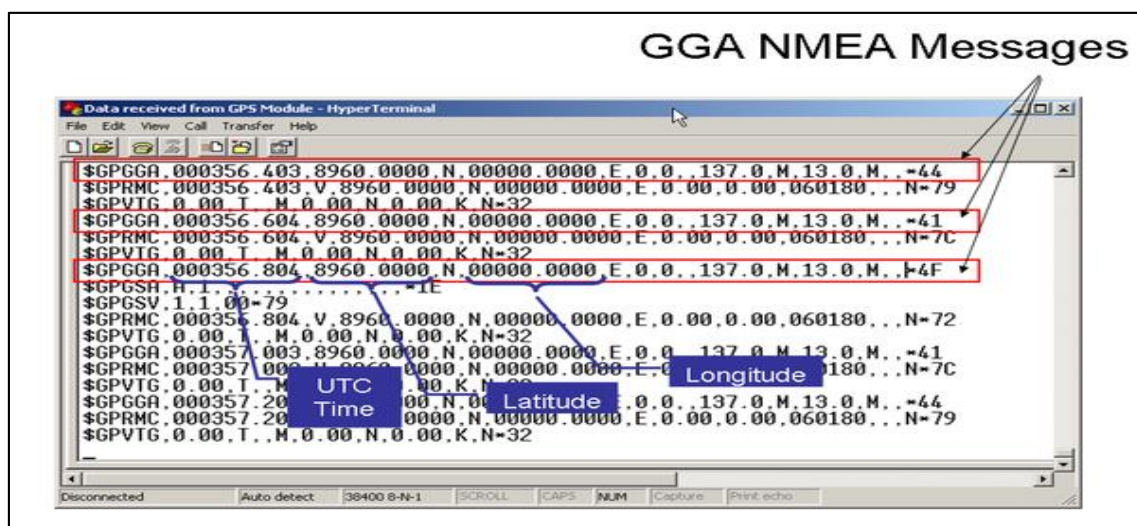 GGA NMEA Messages
Data received from GPS Module - HyperTerminal
File Edit View Call Transfer Help
$GPGGA,000356.403,8960.0000,N,00000.0000,E,0,0,,137.0,M,13.0,M,,*44
$GPRMC,000356.403,V,8960.0000,N,00000.0000,E,0.00,0.00,060180,,,N*79
$GPVTG,0.00,T,,M,0.00,N,0.00,K,N*32
$GPGGA,000356.604,8960.0000,N,00000.0000,E,0,0,,137.0,M,13.0,M,,*41
$GPRMC,000356.604,V,8960.0000,N,00000.0000,E,0.00,0.00,060180,,,N*7C
$GPVTG,0.00,T,,M,0.00,N,0.00,K,N*32
$GPGGA,000356.804,8960.0000,N,00000.0000,E,0,0,,137.0,M,13.0,M,,*4F
$GPGSA,A,1,,,,,,,,,,,,,,,*1E
$GPGSV,1,1,00*79
$GPRMC,000356.804,V,8960.0000,N,00000.0000,E,0.00,0.00,060180,,,N*72
$GPVTG,0.00,T,,M,0.00,N,0.00,K,N*32
$GPGGA,000357.003,8960.0000,N,00000.0000,E,0,0,,137.0,M,13.0,M,,*41
$GPRMC,000357.00 .00,N,00000.0000,E,0 180,,,N*7C
$GPVTG,0.00,T,,M .00,K,N
$GPGGA,000357.20 00,N,00 E,0,0,,137.0,M,13.0,M,,*44
$GPRMC,000357.20 00,N,00000.0000,E,0.00,0.00,060180,,,N*79
$GPVTG,0.00,T,,M,0.00,N,0.00,K,N*32
UTC
Time
Latitude
Longitude
Disconnected Auto detect 38400 8-N-1 SCROLL CAPS NUM Capture Print echo